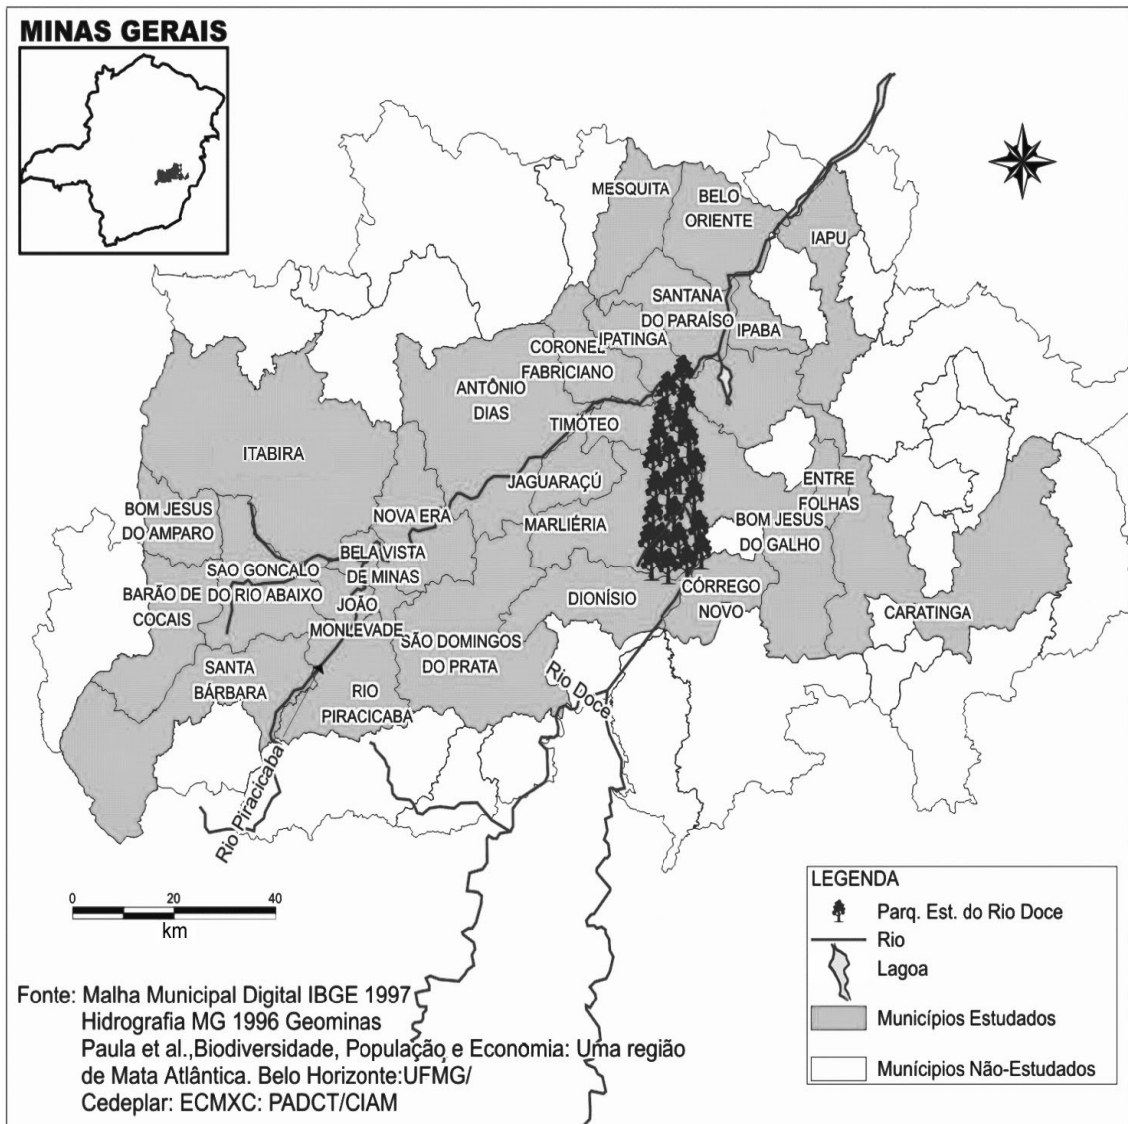 MINAS GERAIS
MESQUITA
BELO
ORIENTE
IAPU
SANTANA
DO PARAÍSO
IPATINGA
IPABA
CORONEL
FABRICIANO
ANTÔNIO
DIAS
TIMÓTEO
ITABIRA
JAGUARAÇÚ
ENTRE
FOLHAS
BOM JESUS
DO AMPARO
NOVA ERA
MARLIÉRIA
BOM JESUS
DO GALHO
BELA VISTA
DE MINAS
SAO GONCALO
DO RIO ABAIXO
BARÃO DE
COCAIS
JOÃO
MONLEVADE
DIONÍSIO
CÓRREGO
NOVO
CARATINGA
SÃO DOMINGOS
DO PRATA
SANTA
BÁRBARA
RIO
PIRACICABA
Rio Doce
Rio Piracicaba
0 20 40
km
LEGENDA
Parq. Est. do Rio Doce
Rio
Lagoa
Municípios Estudados
Munícipios Não-Estudados
Fonte: Malha Municipal Digital IBGE 1997
Hidrografia MG 1996 Geominas
Paula et al.,Biodiversidade, População e Economia: Uma região
de Mata Atlântica. Belo Horizonte:UFMG/
Cedeplar: ECMXC: PADCT/CIAM